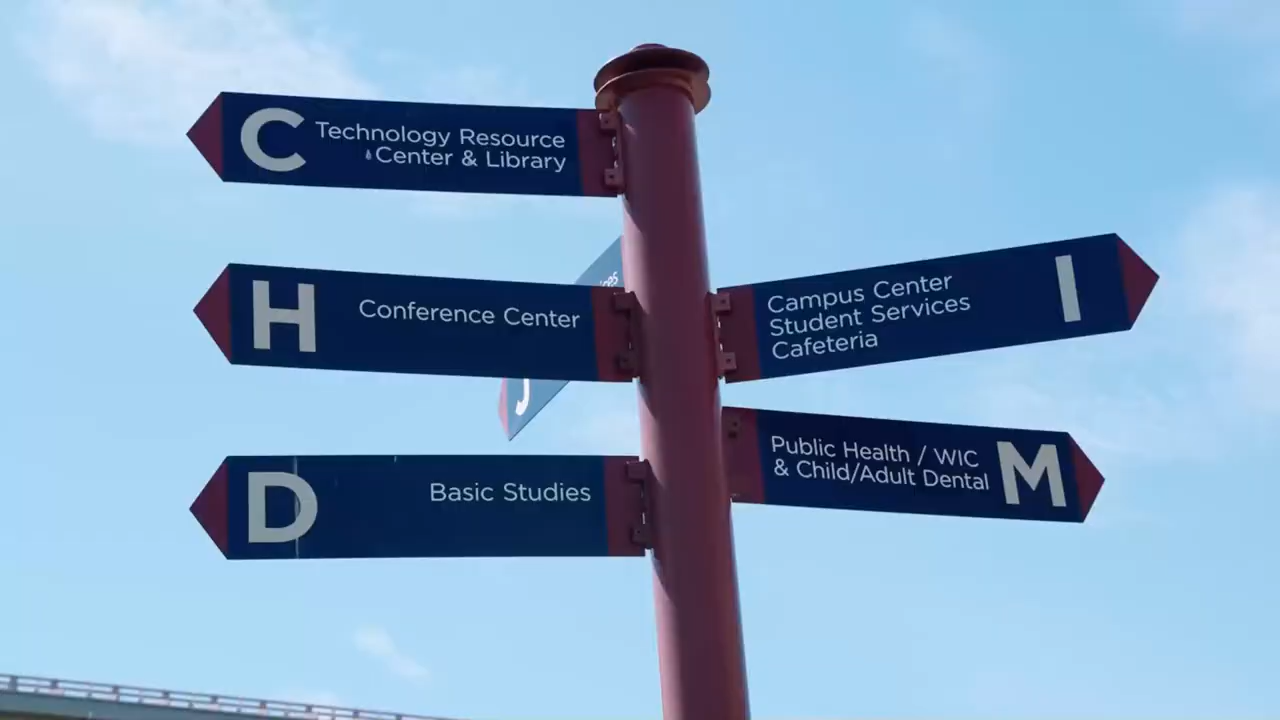 C
Technology Resource
Center & Library
H
Conference Center
J
D
Basic Studies
Campus Center
Student Services
Cafeteria
I
Public Health / WIC
& Child/Adult Dental
M